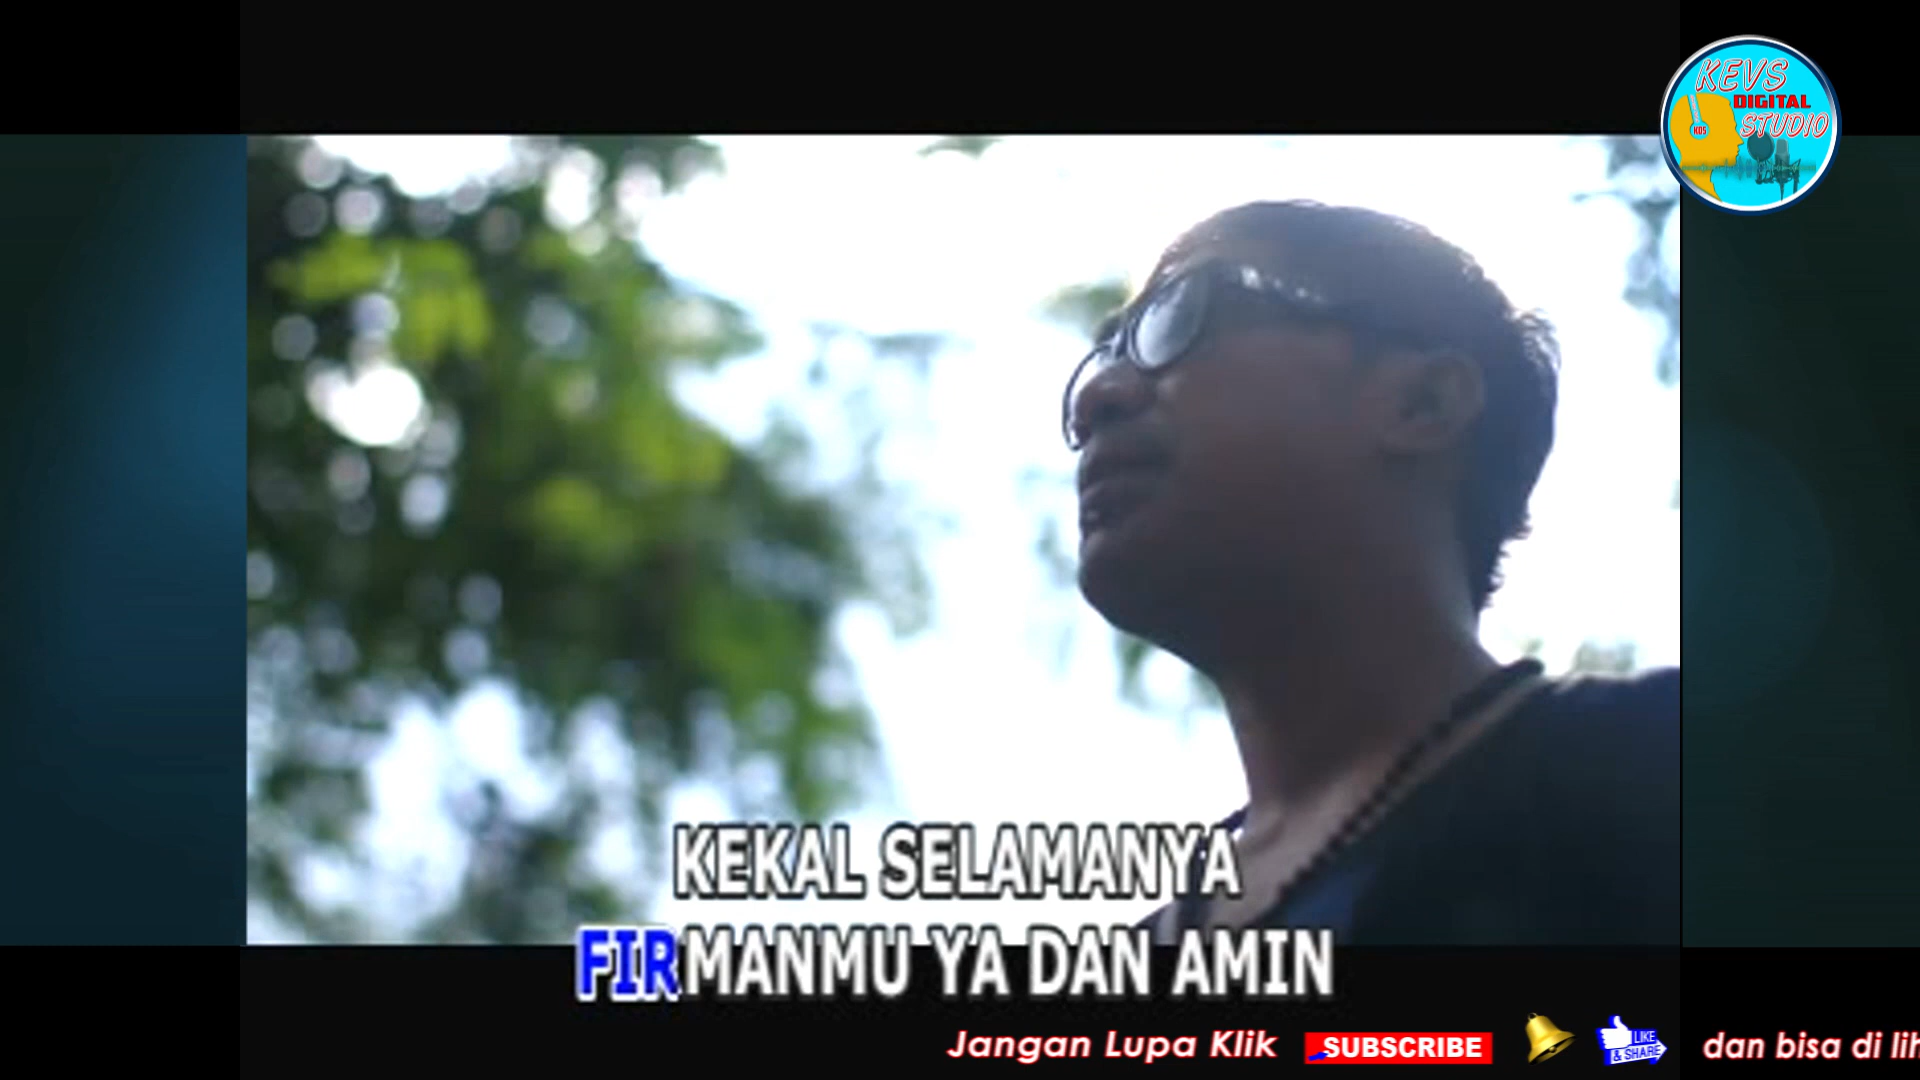 KEVS
DIGITAL
STUDIO
KDS
KEKAL SELAMANYA
FIRMANMU YA DAN AMIN
Jangan Lupa Klik SUBSCRIBE LIKE & SHARE dan bisa di lih